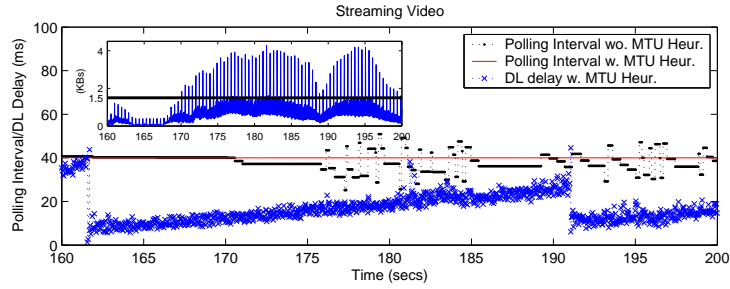 Streaming Video
Polling Interval/DL Delay (ms)
100
80
60
40
20
0
160 165 170 175 180 185 190 195 200
Time (secs)
Polling Interval wo. MTU Heur.
Polling Interval w. MTU Heur.
DL delay w. MTU Heur.
(KBs)
4
1.5
0
160 165 170 175 180 185 190 195 200